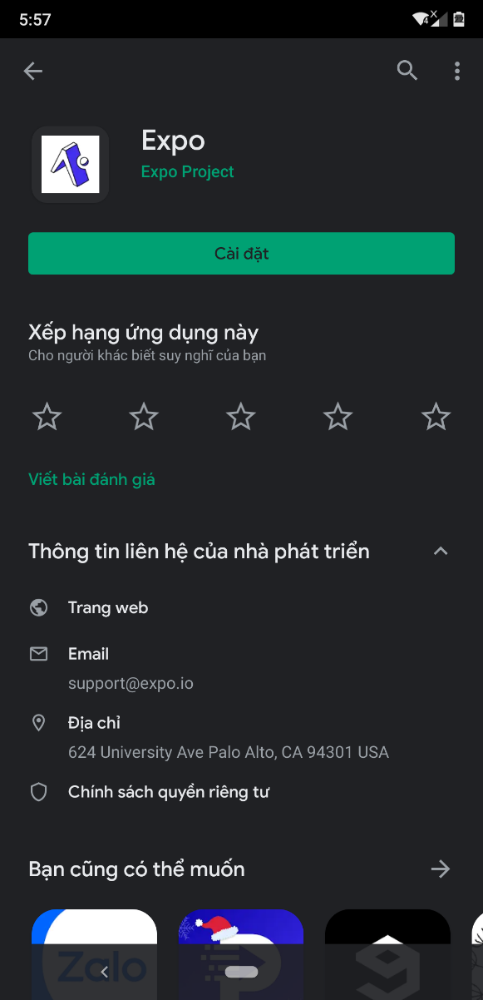 5:57
Expo
Expo Project
Cài đặt
Xếp hạng ứng dụng này
Cho người khác biết suy nghĩ của bạn
Viết bài đánh giá
Thông tin liên hệ của nhà phát triển
Trang web
Email
support@expo.io
Địa chỉ
624 University Ave Palo Alto, CA 94301 USA
Chính sách quyền riêng tư
Bạn cũng có thể muốn
Zalo